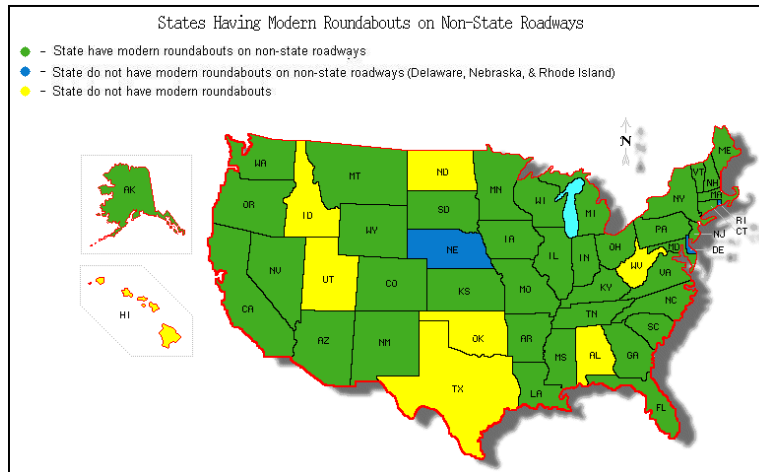 States Having Modern Roundabouts on Non-State Roadways
- State have modern roundabouts on non-state roadways
- State do not have modern roundabouts on non-state roadways (Delaware, Nebraska, & Rhode Island)
- State do not have modern roundabouts
N
ME
WA
MT
ND
MN
VT
NH
AK
OR
ID
SD
WI
MI
NY
MA
WY
RI
CT
NE
IA
PA
NJ
NV
UT
CO
IL
IN
OH
MD
DE
WV
VA
HI
CA
KS
MO
KY
NC
AZ
NM
OK
AR
TN
SC
TX
LA
MS
AL
GA
FL